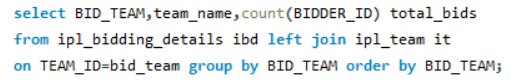 select BID_TEAM,team_name,count(BIDDER_ID) total_bids
from ipl_bidding_details ibd left join ipl_team it
on TEAM_ID=bid_team group by BID_TEAM order by BID_TEAM;